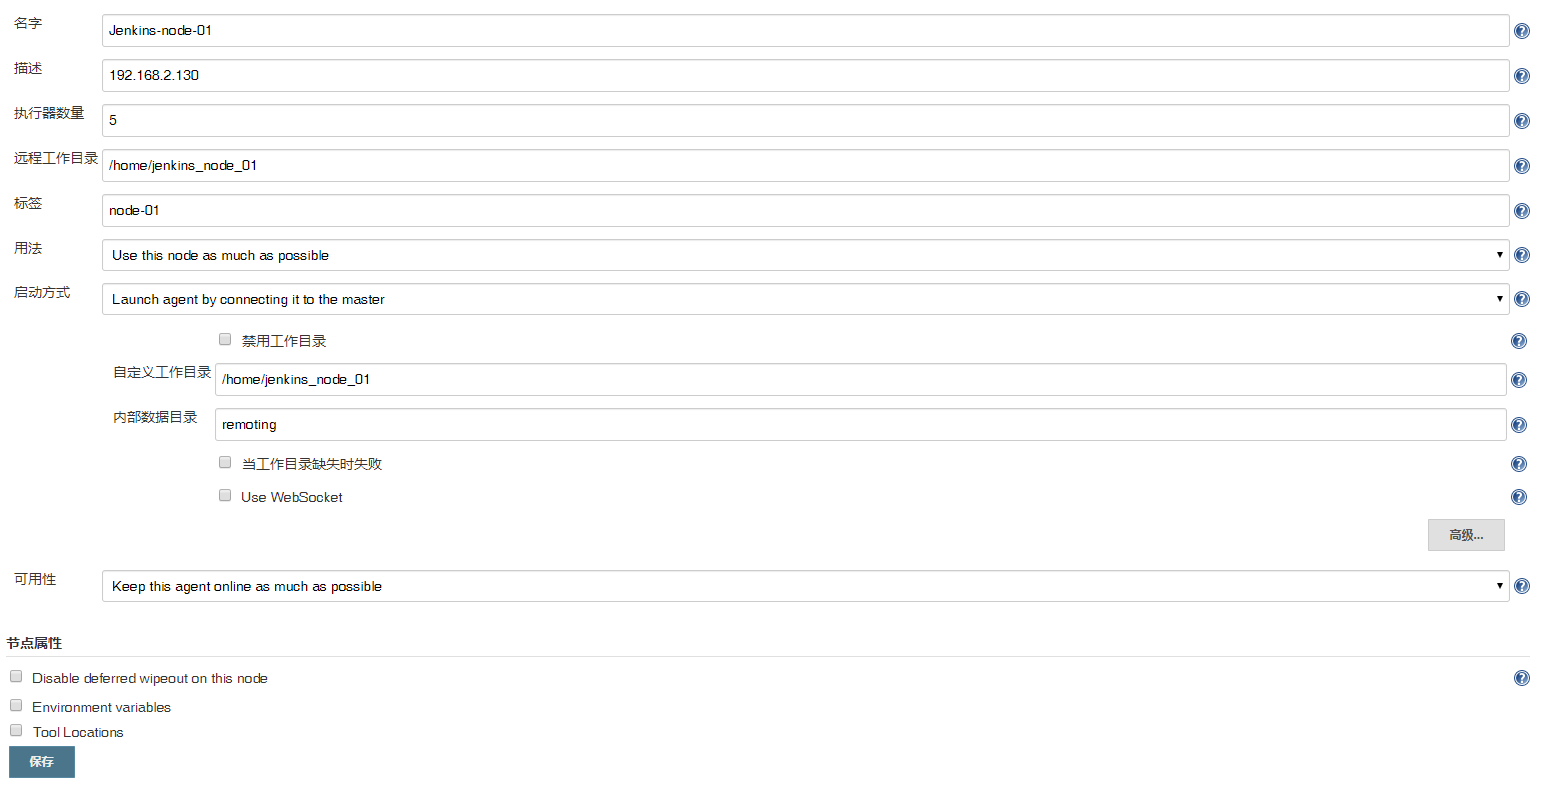 名字
Jenkins-node-01
描述
192.168.2.130
执行器数量
5
远程工作目录
/home/jenkins_node_01
标签
node-01
用法
Use this node as much as possible
启动方式
Launch agent by connecting it to the master
禁用工作目录
自定义工作目录
/home/jenkins_node_01
内部数据目录
remoting
当工作目录缺失时失败
Use WebSocket
高级...
可用性
Keep this agent online as much as possible
节点属性
Disable deferred wipeout on this node
Environment variables
Tool Locations
保存